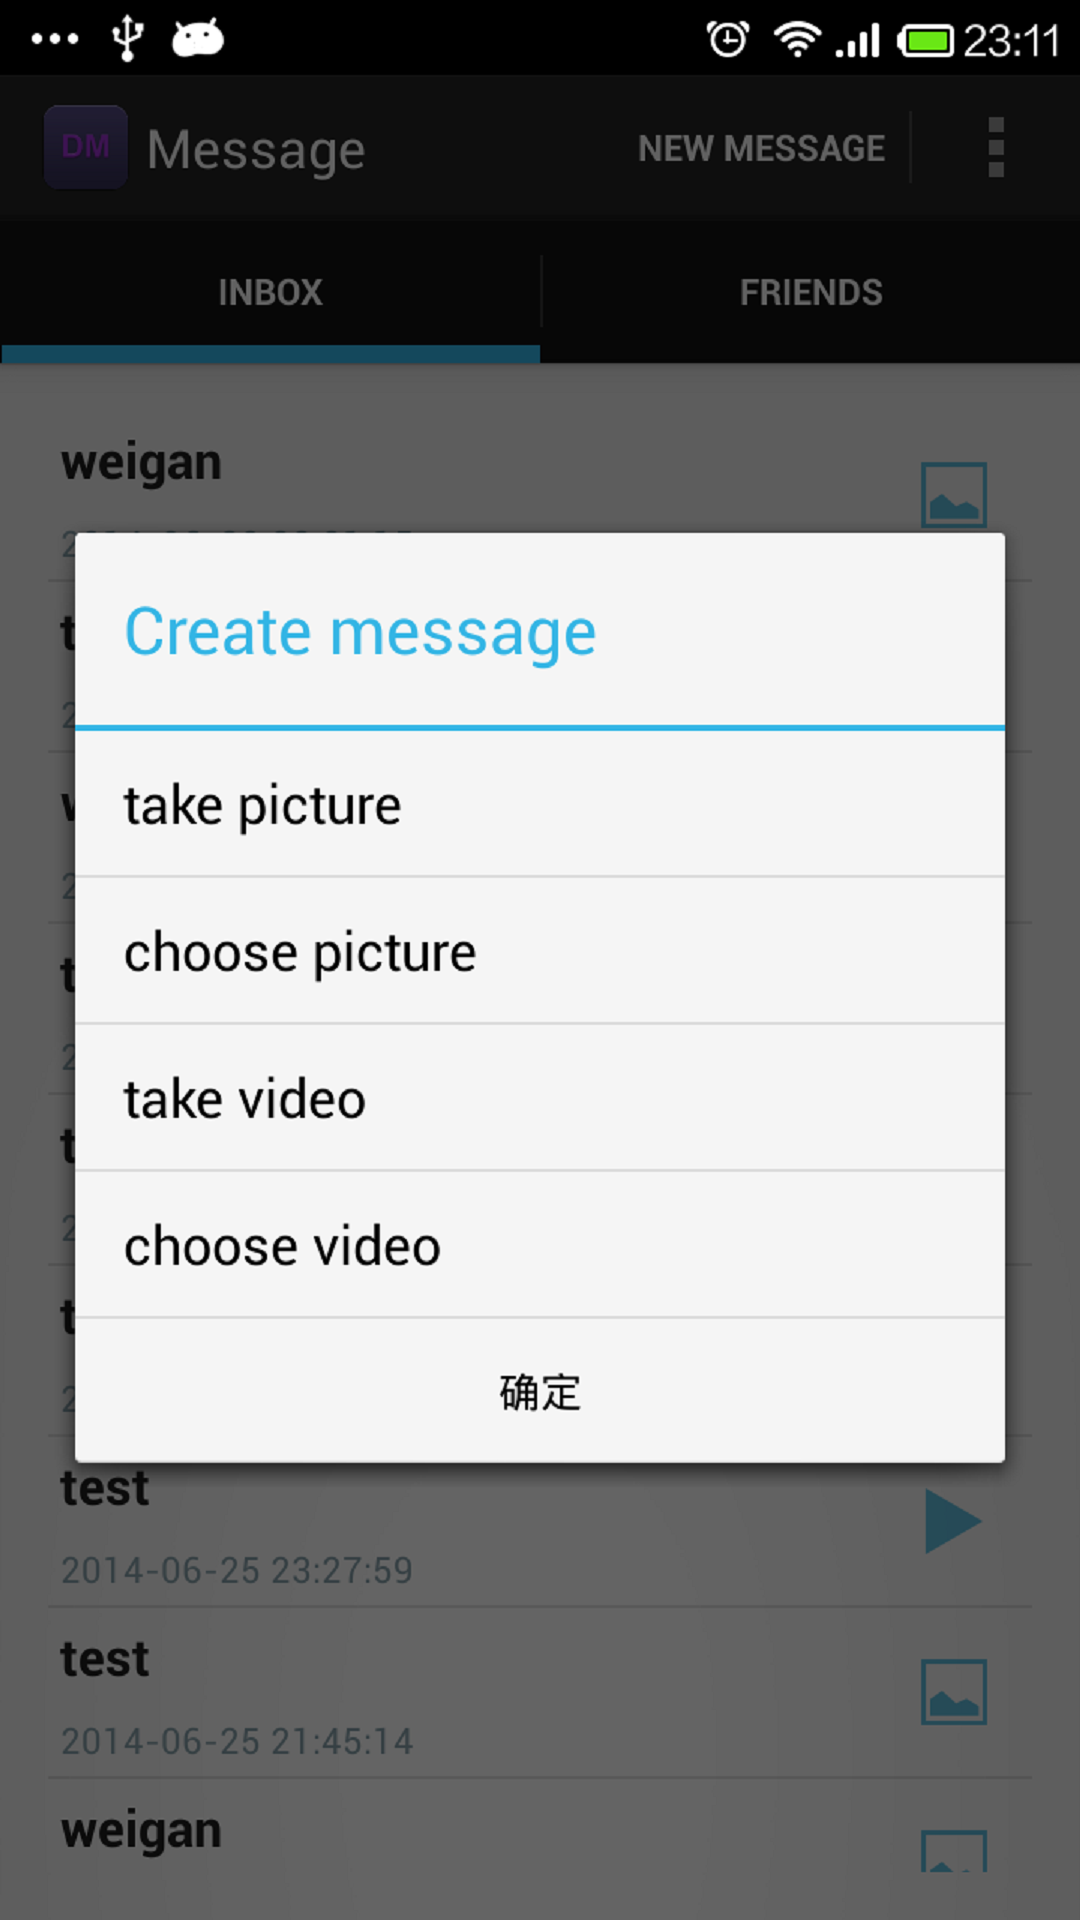 23:11
DM Message NEW MESSAGE
INBOX FRIENDS
weigan
Create message
take picture
choose picture
take video
choose video
确定
test
2014-06-25 23:27:59
test
2014-06-25 21:45:14
weigan